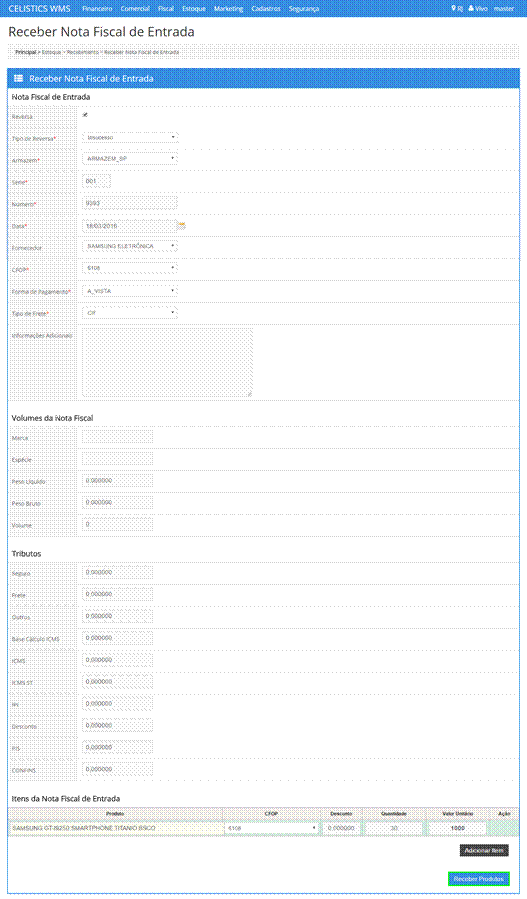 CELISTICS WMS Financeiro Comercial Fiscal Estoque Marketing Cadastros Segurança RJ Vivo master
Receber Nota Fiscal de Entrada
Principal > Estoque > Recebimento > Receber Nota Fiscal de Entrada
Receber Nota Fiscal de Entrada
Nota Fiscal de Entrada
Reversa
Tipo de Reversa* Insucesso
Armazem* ARMAZEM_SP
Serie* 001
Numero* 9393
Data* 18/03/2016
Fornecedor SAMSUNG ELETRÔNICA
CFOP* 6108
Forma de Pagamento* A_VISTA
Tipo de Frete* CIF
Informações Adicionais
Volumes da Nota Fiscal
Marca
Espécie
Peso Líquido 0,000000
Peso Bruto 0,000000
Volume 0
Tributos
Seguro 0,000000
Frete 0,000000
Outros 0,000000
Base Cálculo ICMS 0,000000
ICMS 0,000000
ICMS ST 0,000000
IPI 0,000000
Desconto 0,000000
PIS 0,000000
CONFINS 0,000000
Itens da Nota Fiscal de Entrada
Produto CFOP Desconto Quantidade Valor Unitário Ação
SAMSUNG GT-I9250 SMARTPHONE TITANIO 6108 0,000000 30 1000
Adicionar Item
Receber Produtos